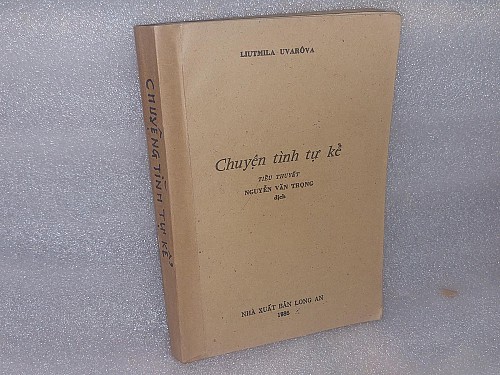 LIUTMILA UVARÔVA
Chuyện tình tự kể
TIỂU THUYẾT
NGUYỄN VĂN TRỌNG
dịch
NHÀ XUẤT BẢN LONG AN
1986
CHUYỆN TÌNH TỰ KỂ